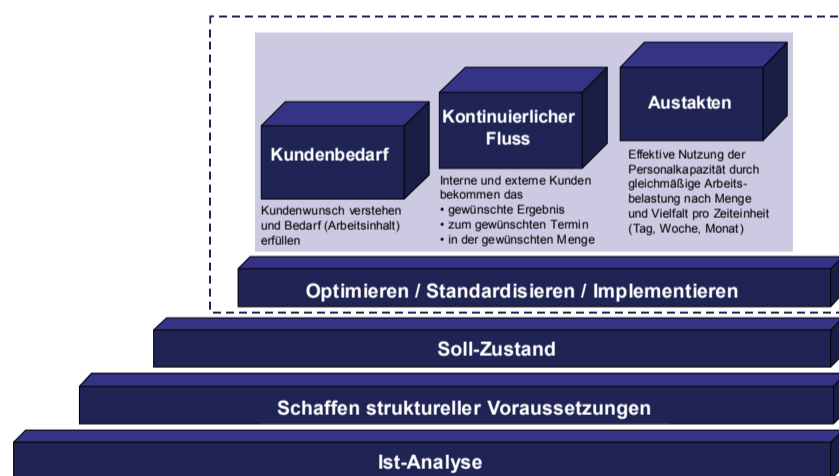 Kundenbedarf
Kundenwunsch verstehen
und Bedarf (Arbeitsinhalt)
erfüllen
Kontinuierlicher
Fluss
Interne und externe Kunden
bekommen das
• gewünschte Ergebnis
• zum gewünschten Termin
• in der gewünschten Menge
Austakten
Effektive Nutzung der
Personalkapazität durch
gleichmäßige Arbeits-
belastung nach Menge
und Vielfalt pro Zeiteinheit
(Tag, Woche, Monat)
Optimieren / Standardisieren / Implementieren
Soll-Zustand
Schaffen struktureller Voraussetzungen
Ist-Analyse